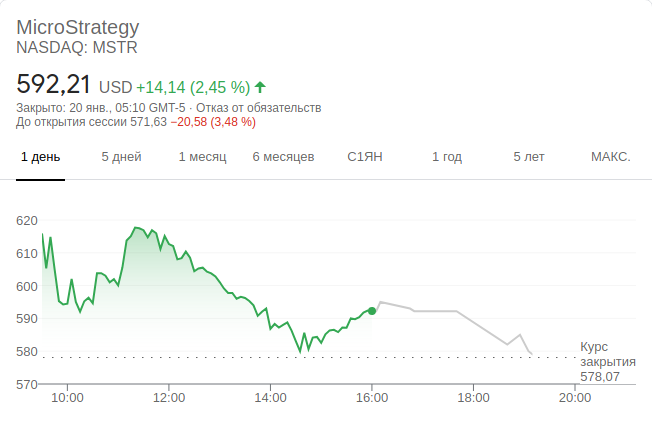 MicroStrategy
NASDAQ: MSTR
592,21 USD +14,14 (2,45 %)
Закрыто: 20 янв., 05:10 GMT-5 · Отказ от обязательств
До открытия сессии 571,63 −20,58 (3,48 %)
1 день 5 дней 1 месяц 6 месяцев С1ЯН 1 год 5 лет МАКС.
620
610
600
590
580
570
Курс
закрытия
578,07
10:00 12:00 14:00 16:00 18:00 20:00